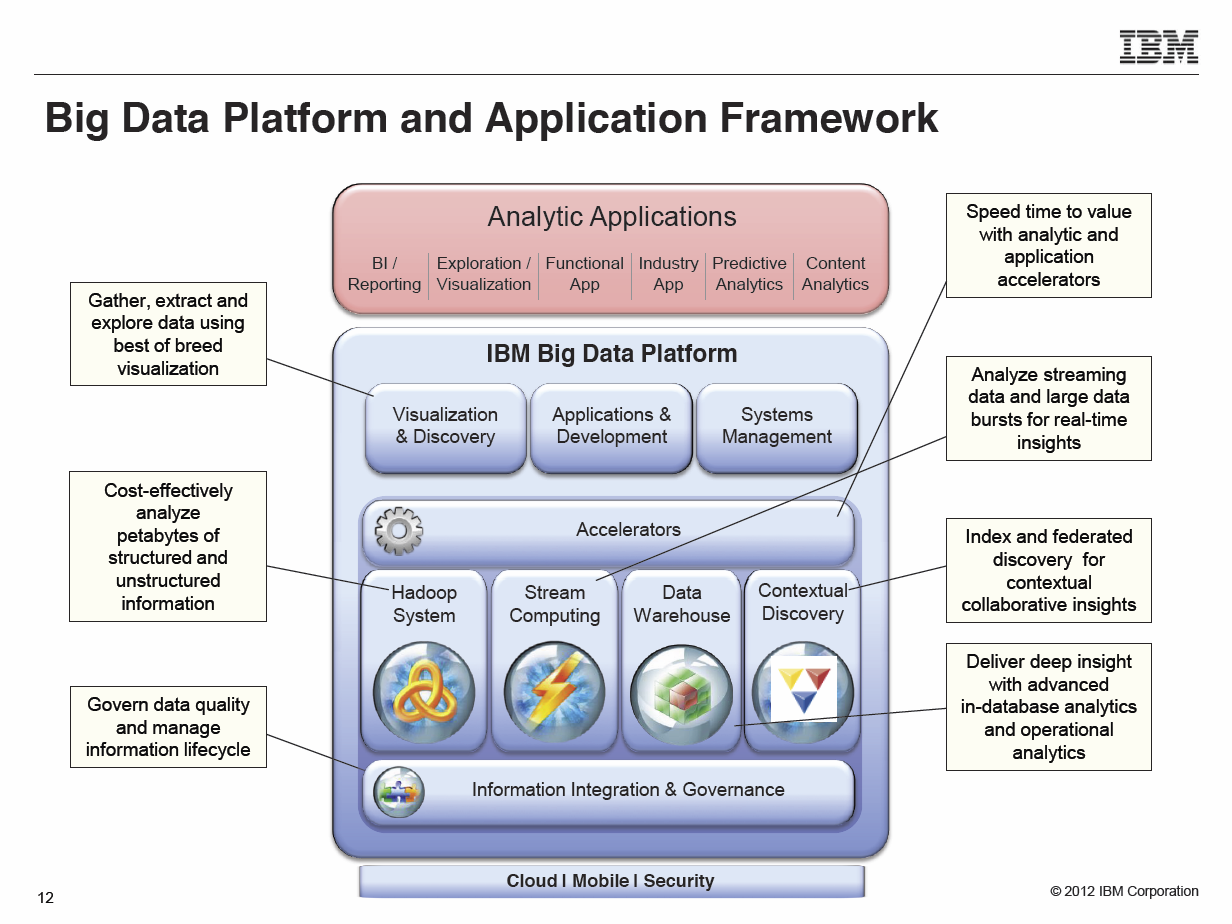 IBM
Big Data Platform and Application Framework
Analytic Applications
BI /
Reporting
Exploration /
Visualization
Functional
App
Industry
App
Predictive
Analytics
Content
Analytics
Speed time to value
with analytic and
application
accelerators
Gather, extract and
explore data using
best of breed
visualization
IBM Big Data Platform
Visualization
& Discovery
Applications &
Development
Systems
Management
Analyze streaming
data and large data
bursts for real-time
insights
Cost-effectively
analyze
petabytes of
structured and
unstructured
information
Accelerators
Index and federated
discovery for
contextual
collaborative insights
Hadoop
System
Stream
Computing
Data
Warehouse
Contextual
Discovery
Deliver deep insight
with advanced
in-database analytics
and operational
analytics
Govern data quality
and manage
information lifecycle
Information Integration & Governance
Cloud | Mobile | Security
12
© 2012 IBM Corporation